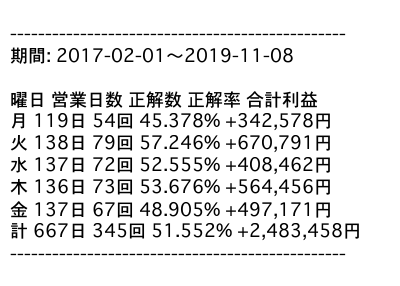 ------------------------------------------------
期間: 2017-02-01～2019-11-08
曜日 営業日数 正解数 正解率 合計利益
月 119日 54回 45.378% +342,578円
火 138日 79回 57.246% +670,791円
水 137日 72回 52.555% +408,462円
木 136日 73回 53.676% +564,456円
金 137日 67回 48.905% +497,171円
計 667日 345回 51.552% +2,483,458円
------------------------------------------------